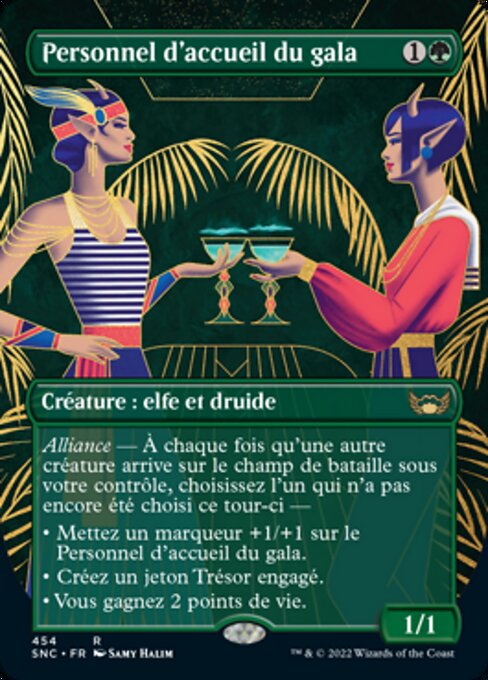 Personnel d'accueil du gala 1
Créature : elfe et druide
Alliance — À chaque fois qu'une autre
créature arrive sur le champ de bataille sous
votre contrôle, choisissez l'un qui n'a pas
encore été choisi ce tour-ci —
• Mettez un marqueur +1/+1 sur le
Personnel d'accueil du gala.
• Créez un jeton Trésor engagé.
• Vous gagnez 2 points de vie.
1/1
454 R
SNC • FR Samy Halim
™ & © 2022 Wizards of the Coast